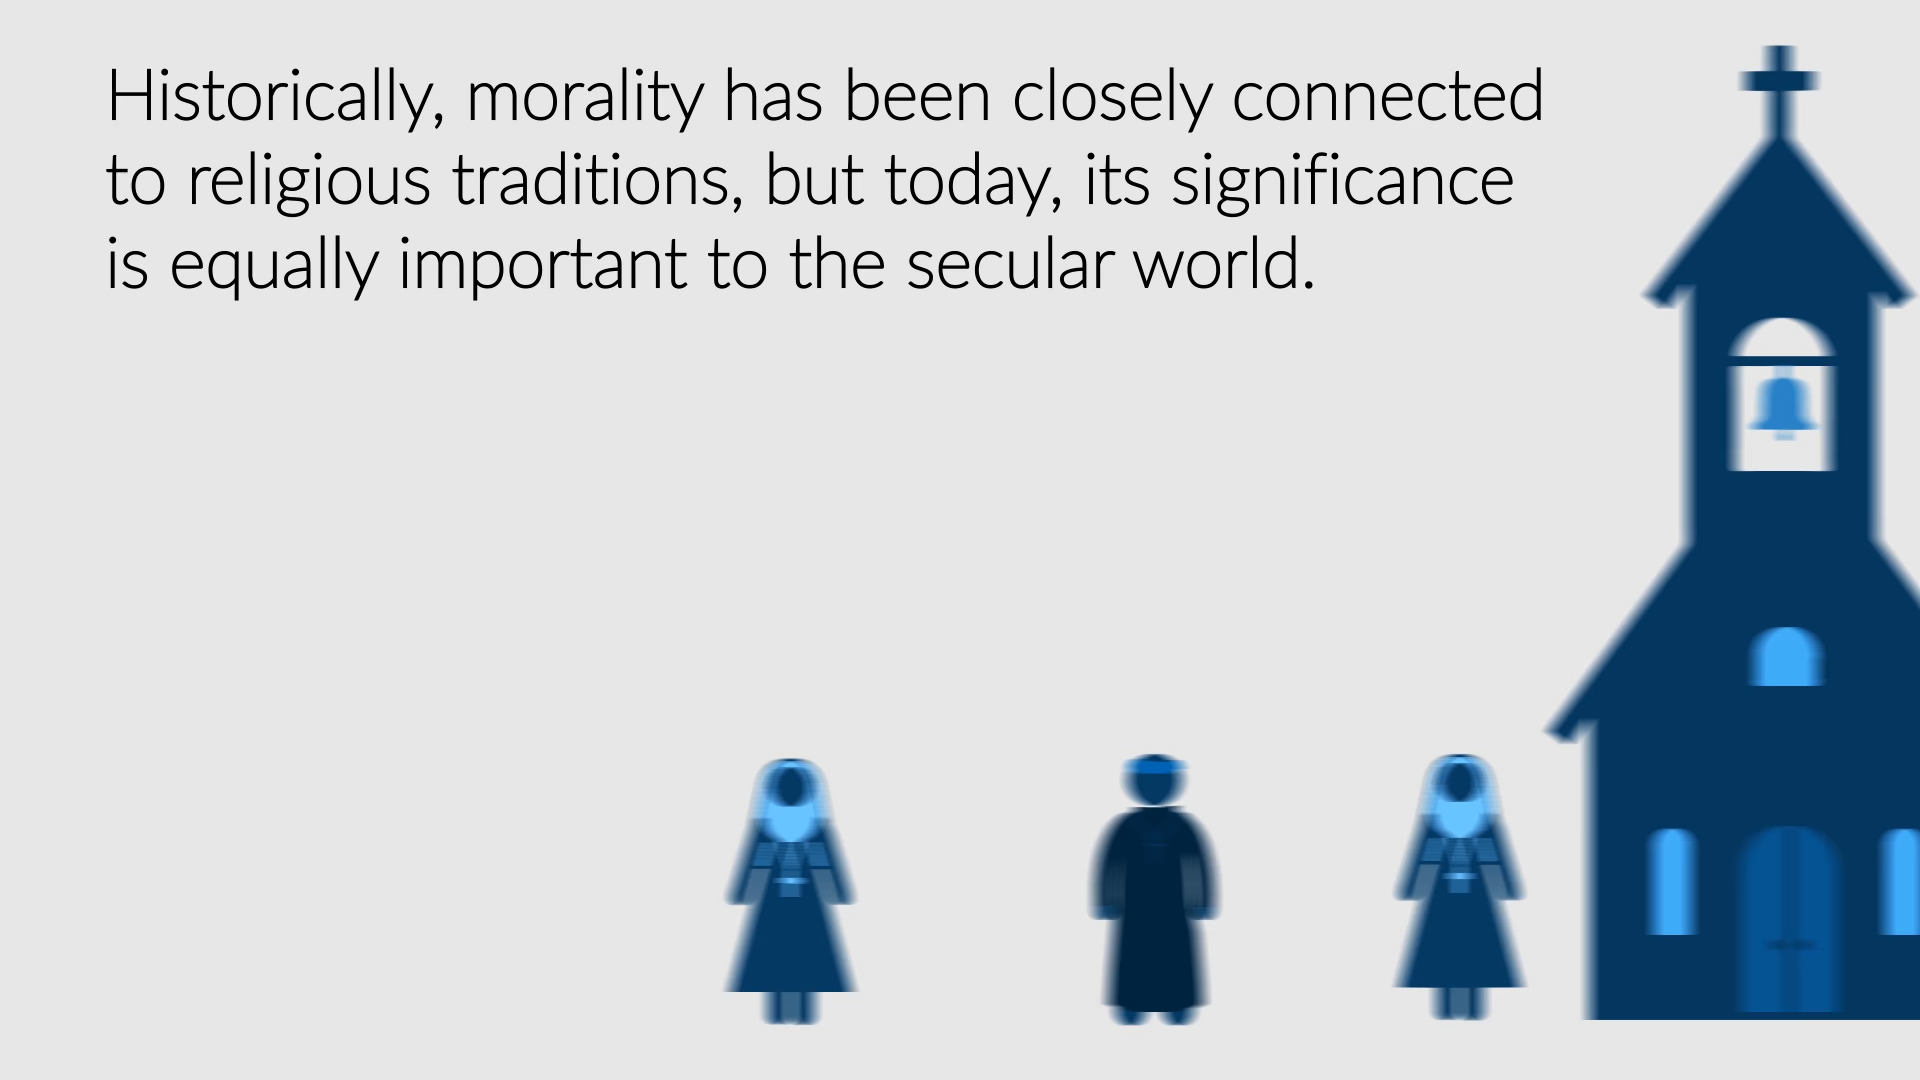 Historically, morality has been closely connected
to religious traditions, but today, its significance
is equally important to the secular world.